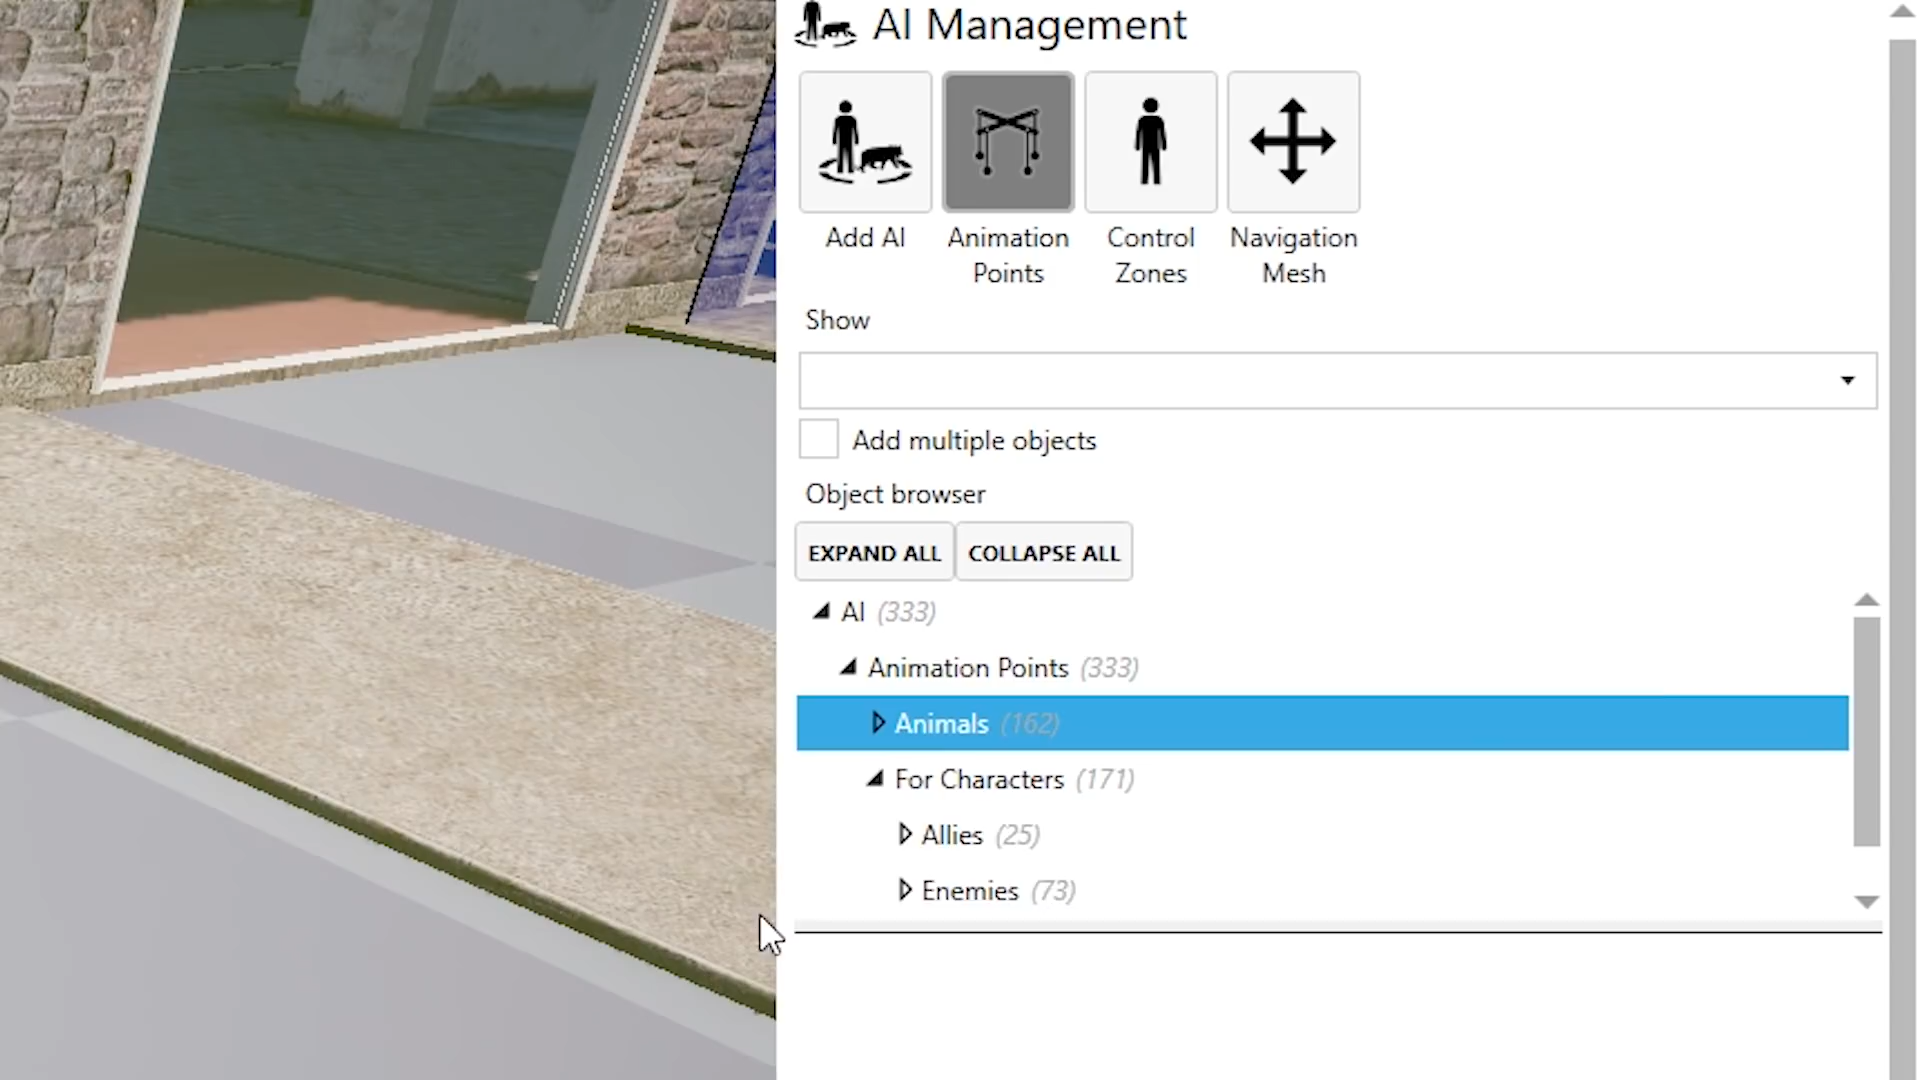 AI Management
Add AI
Animation Points
Control Zones
Navigation Mesh
Show
Add multiple objects
Object browser
EXPAND ALL COLLAPSE ALL
AI (333)
Animation Points (333)
Animals (162)
For Characters (171)
Allies (25)
Enemies (73)